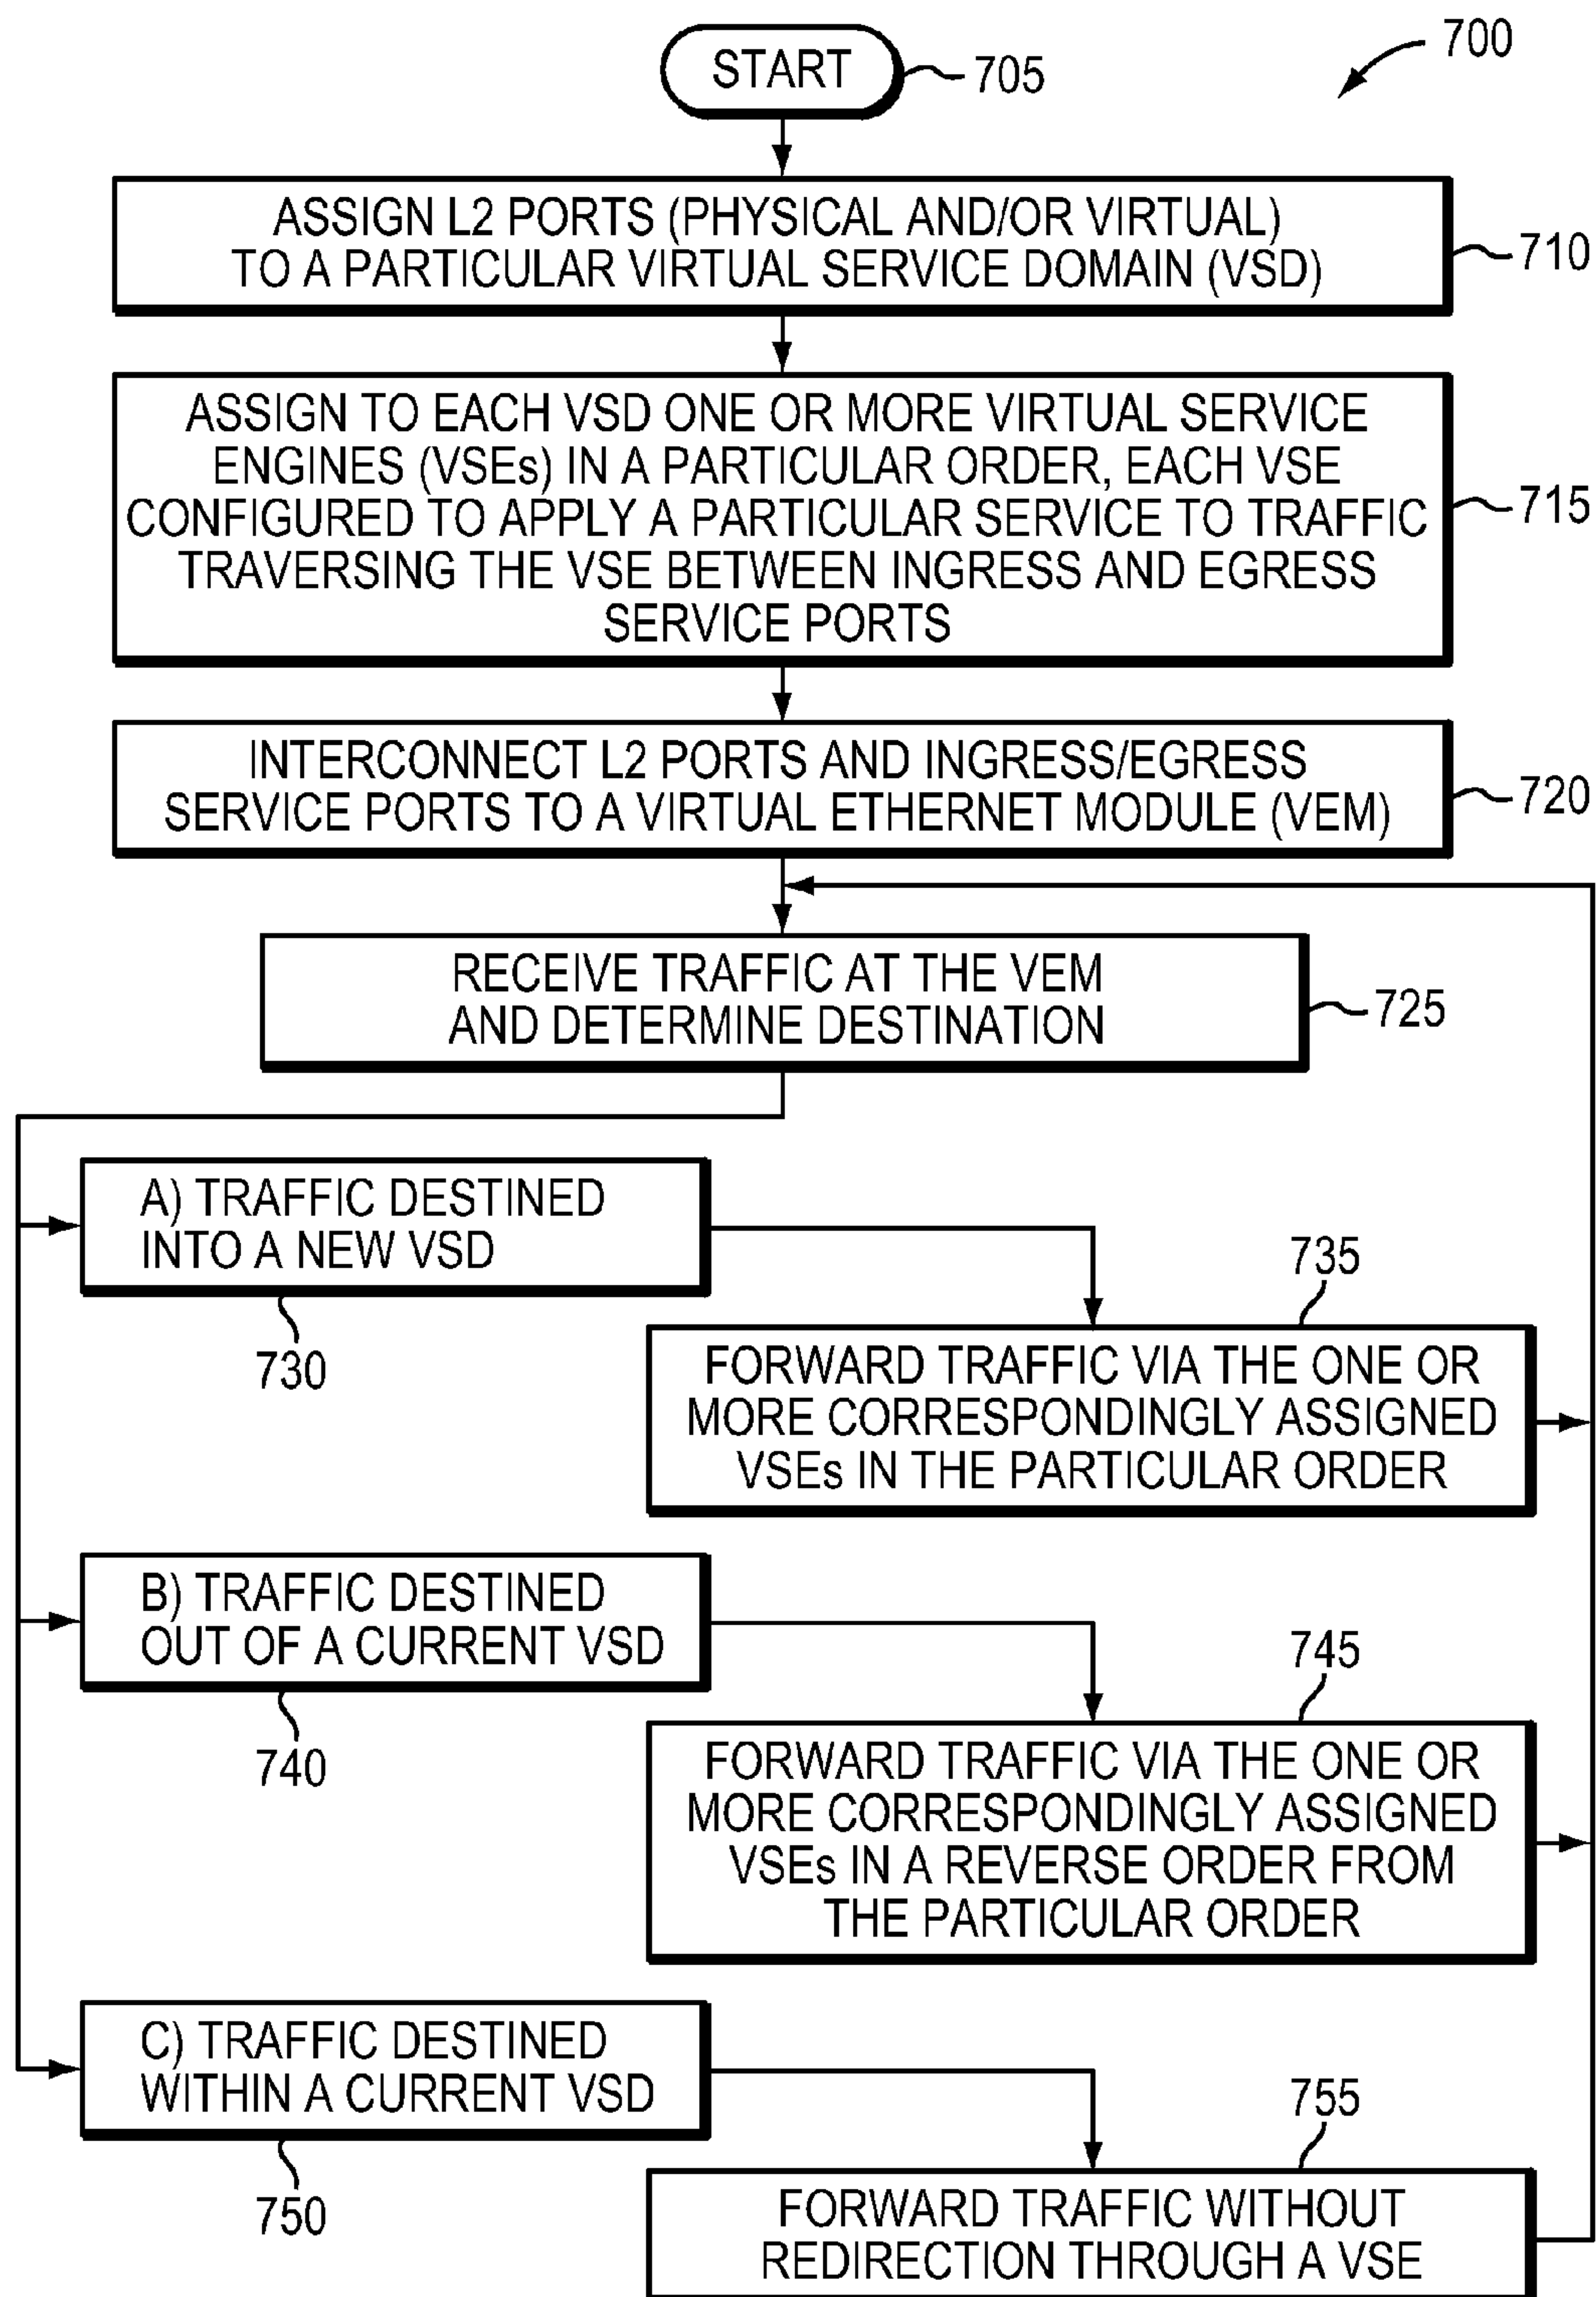 700
START
705
ASSIGN L2 PORTS (PHYSICAL AND/OR VIRTUAL)
TO A PARTICULAR VIRTUAL SERVICE DOMAIN (VSD)
710
ASSIGN TO EACH VSD ONE OR MORE VIRTUAL SERVICE
ENGINES (VSEs) IN A PARTICULAR ORDER, EACH VSE
CONFIGURED TO APPLY A PARTICULAR SERVICE TO TRAFFIC
TRAVERSING THE VSE BETWEEN INGRESS AND EGRESS
SERVICE PORTS
715
INTERCONNECT L2 PORTS AND INGRESS/EGRESS
SERVICE PORTS TO A VIRTUAL ETHERNET MODULE (VEM)
720
RECEIVE TRAFFIC AT THE VEM
AND DETERMINE DESTINATION
725
A) TRAFFIC DESTINED
INTO A NEW VSD
730
735
FORWARD TRAFFIC VIA THE ONE OR
MORE CORRESPONDINGLY ASSIGNED
VSEs IN THE PARTICULAR ORDER
B) TRAFFIC DESTINED
OUT OF A CURRENT VSD
740
745
FORWARD TRAFFIC VIA THE ONE OR
MORE CORRESPONDINGLY ASSIGNED
VSEs IN A REVERSE ORDER FROM
THE PARTICULAR ORDER
C) TRAFFIC DESTINED
WITHIN A CURRENT VSD
750
755
FORWARD TRAFFIC WITHOUT
REDIRECTION THROUGH A VSE